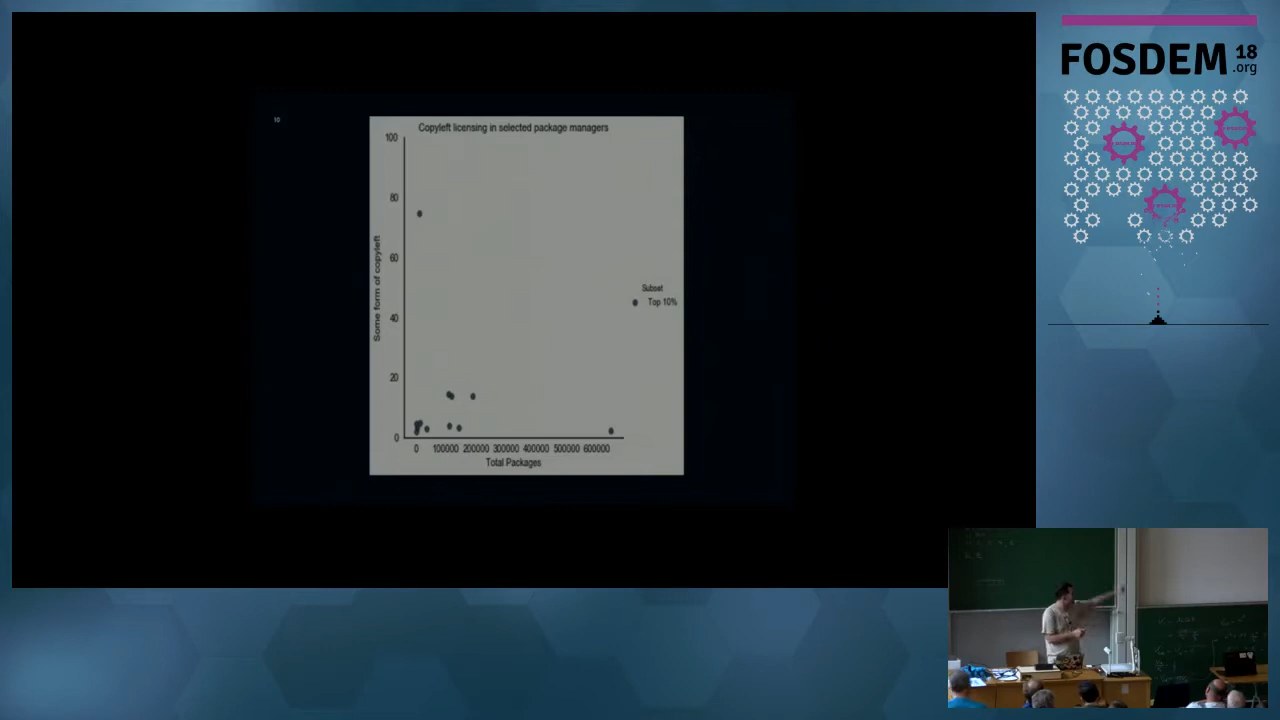 10
Copyleft licensing in selected package managers
100
80
60
40
20
0
Some form of copyleft
0 100000 200000 300000 400000 500000 600000
Total Packages
Subset
Top 10%
FOSDEM 18
.org